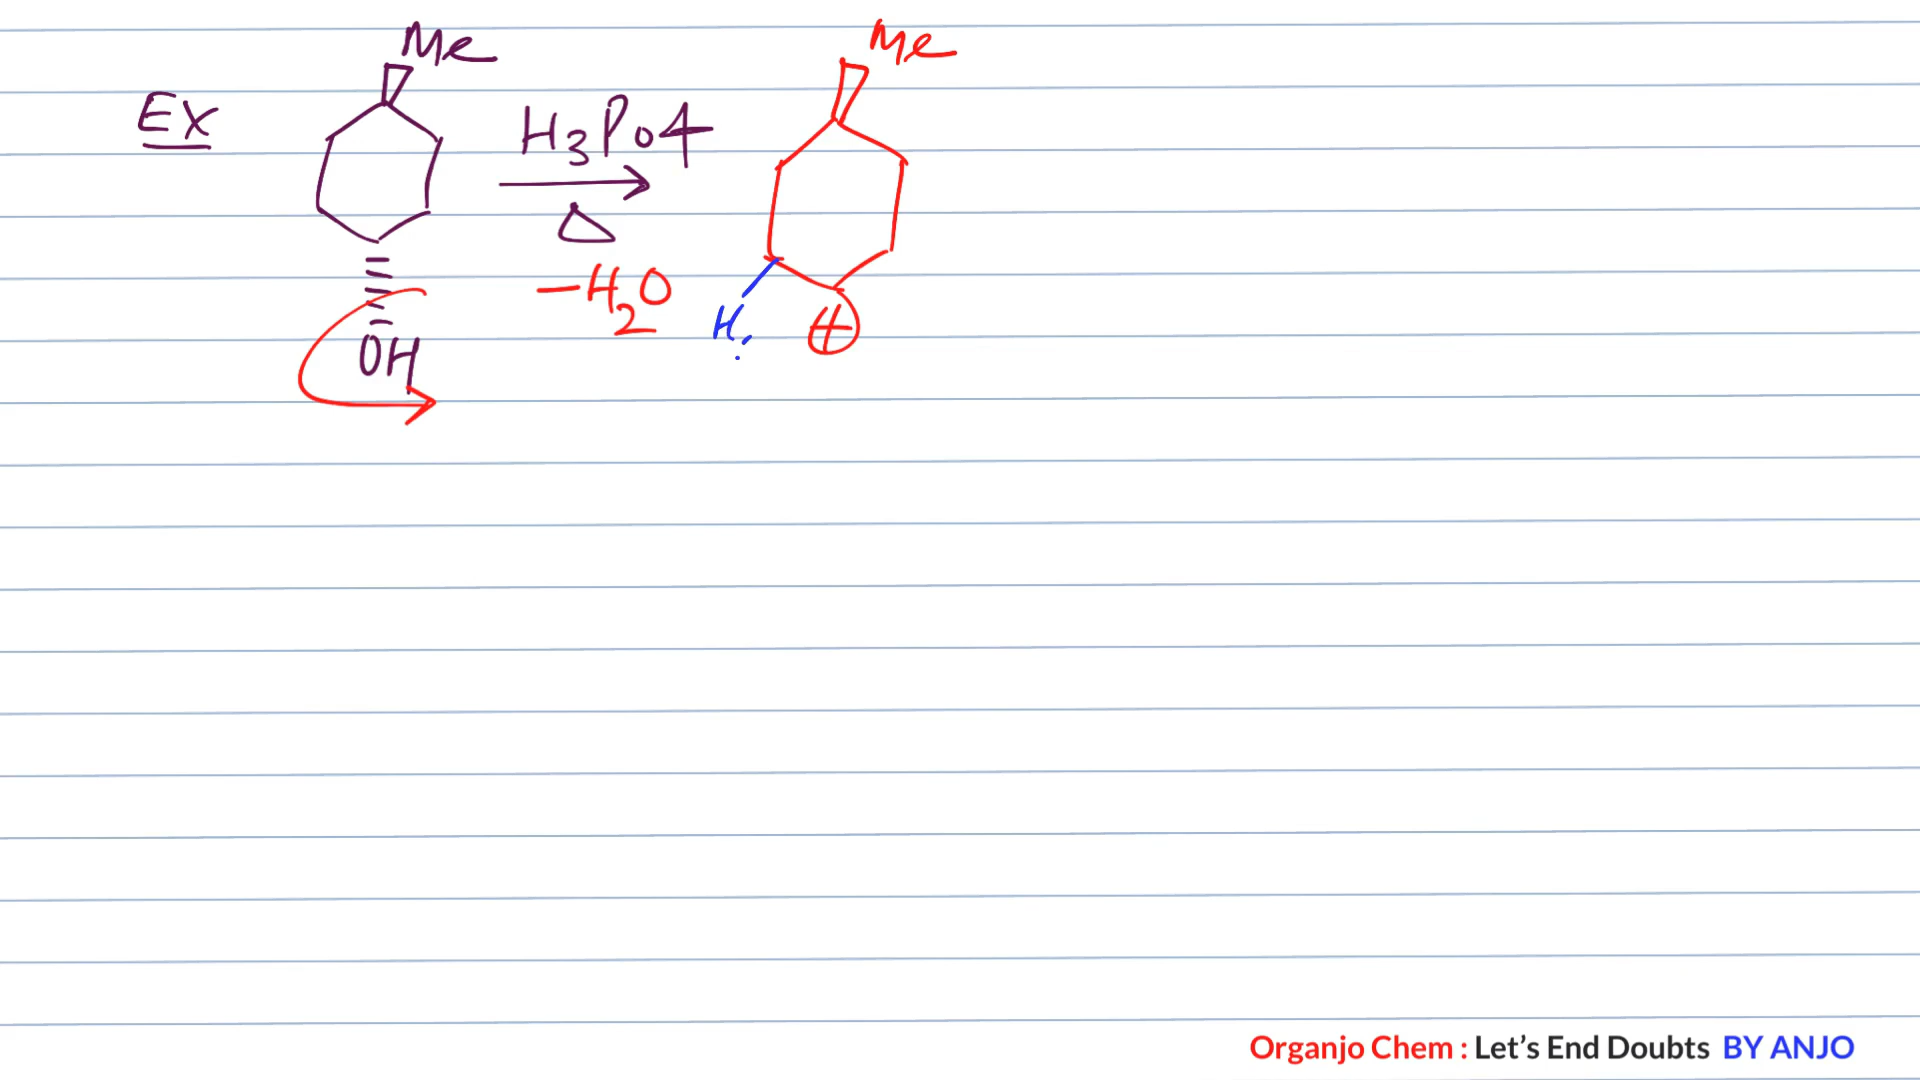 Me
Me
EX
H3Po4
Δ
-H2O
H
+
OH
Organjo Chem : Let's End Doubts BY ANJO